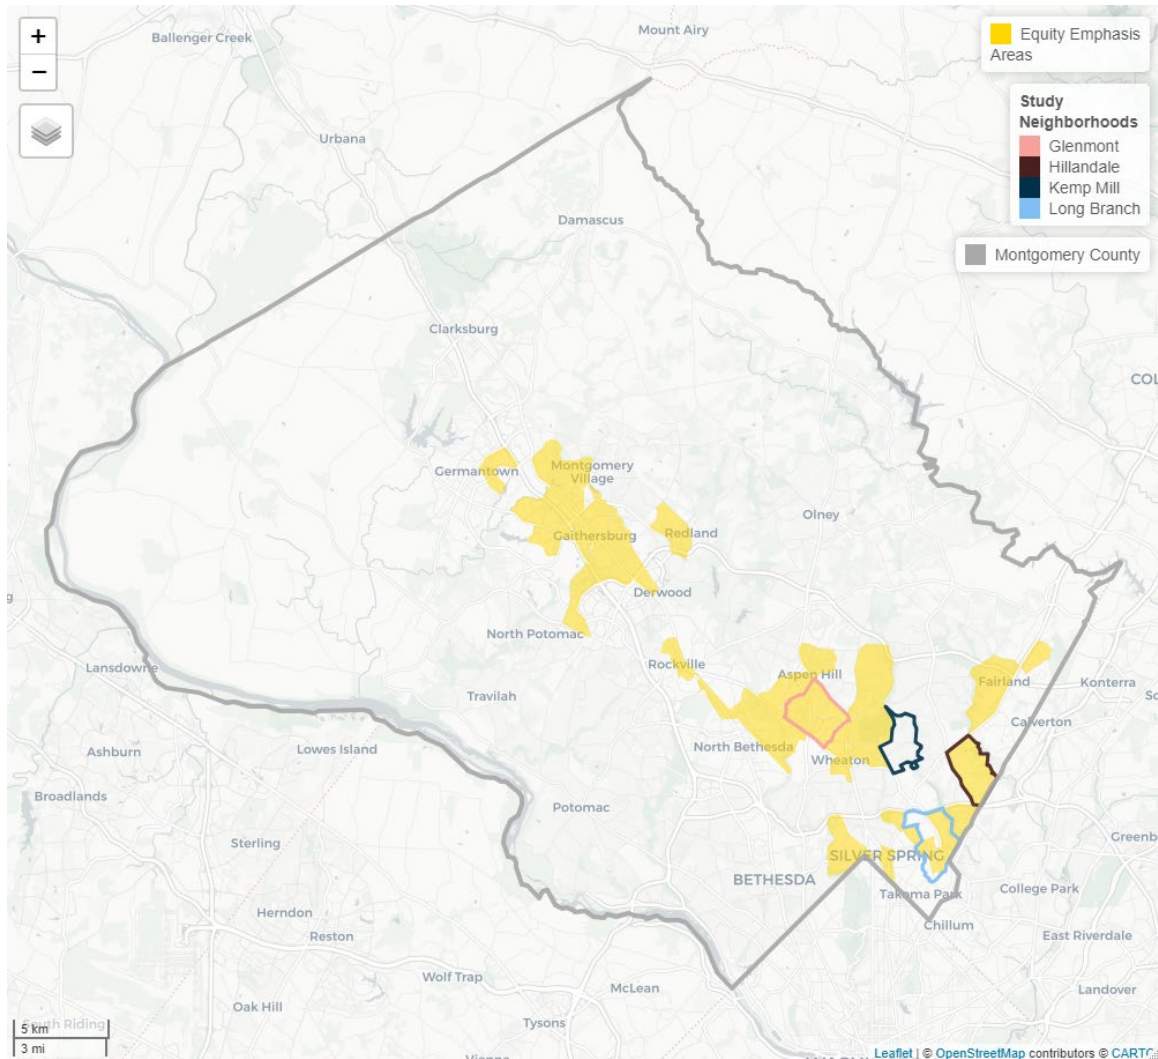 +
−
Ballenger Creek
Mount Airy
Equity Emphasis
Areas
Study
Neighborhoods
Glenmont
Hillandale
Kemp Mill
Long Branch
Montgomery County
Urbana
Damascus
Clarksburg
COL
Germantown
Montgomery
Village
Olney
Gaithersburg
Redland
Derwood
North Potomac
Rockville
Aspen Hill
Lansdowne
Fairland
Konterra
Travilah
Calverton
North Bethesda
Wheaton
Ashburn
Lowes Island
Broadlands
Potomac
Sterling
Greenb
SILVER SPRING
BETHESDA
Takoma Park
College Park
Herndon
Chillum
Reston
East Riverdale
Wolf Trap
McLean
Landover
Oak Hill
South Riding
Tysons
5 km
3 mi
Vienna
Leaflet | © OpenStreetMap contributors © CARTO